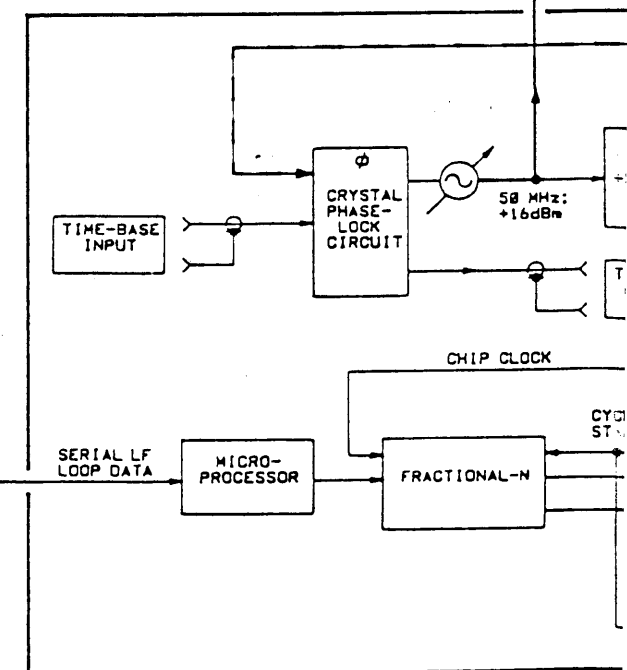 ϕ
CRYSTAL
PHASE-
LOCK
CIRCUIT
50 MHz:
+16dBm
TIME-BASE
INPUT
CHIP CLOCK
SERIAL LF
LOOP DATA
MICRO-
PROCESSOR
FRACTIONAL-N